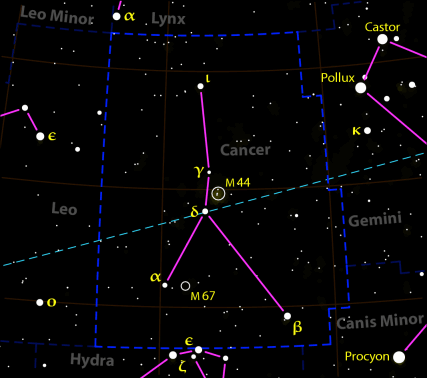 Leo Minor
α
Lynx
Castor
Pollux
ι
κ
ε
γ
Cancer
M 44
Leo
δ
Gemini
α
M 67
ο
β
Canis Minor
Hydra
ε
ζ
Procyon